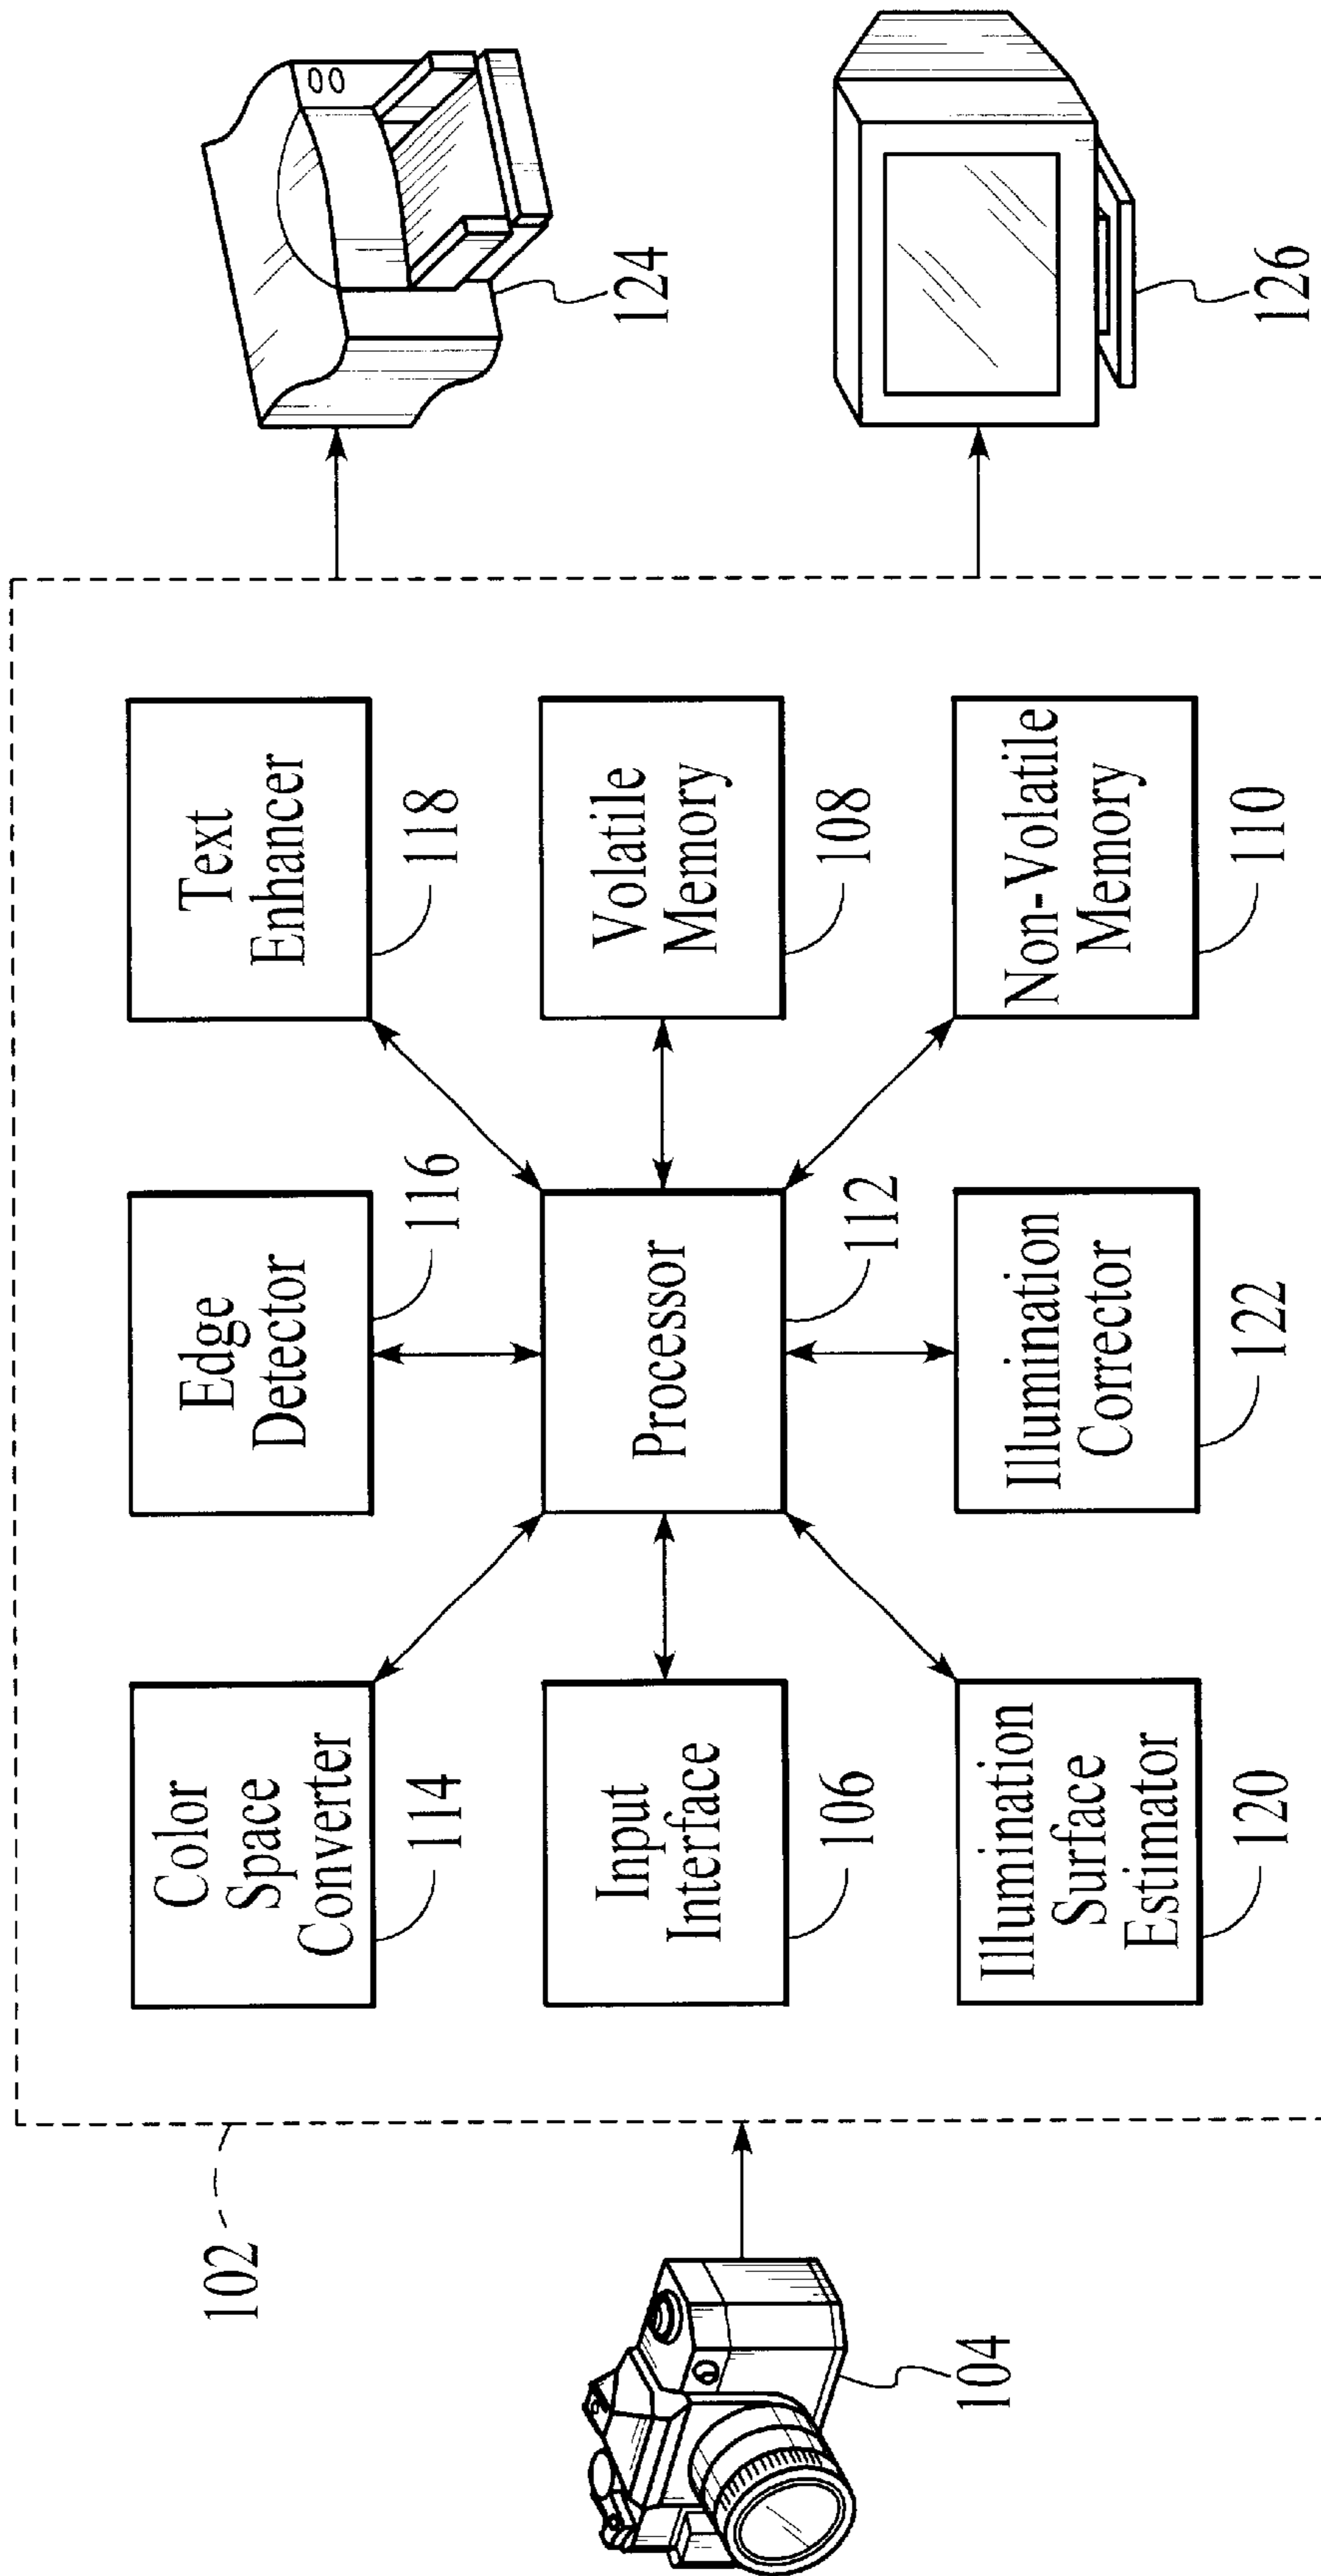 102
104
Color
Space
Converter
114
Edge
Detector
116
Text
Enhancer
118
Input
Interface
106
Processor
112
Volatile
Memory
108
Illumination
Surface
Estimator
120
Illumination
Corrector
122
Non-Volatile
Memory
110
124
126